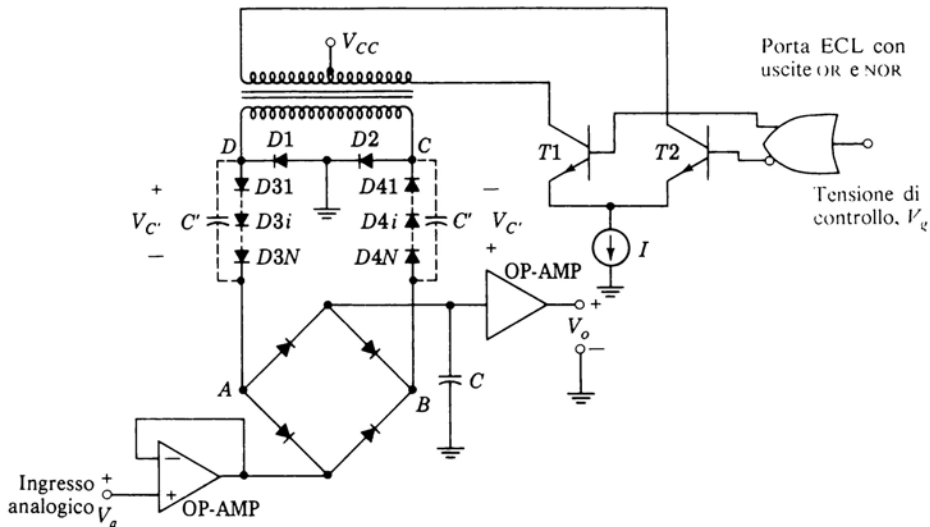 V_CC
Porta ECL con
uscite OR e NOR
D
D1
D2
C
T1
T2
+
V_C'
−
C'
D31
D3i
D3N
D41
D4i
D4N
C'
−
V_C'
+
Tensione di
controllo, V_g
I
OP-AMP
+
V_o
−
A
B
C
Ingresso
analogico
+
V_a
−
+
OP-AMP